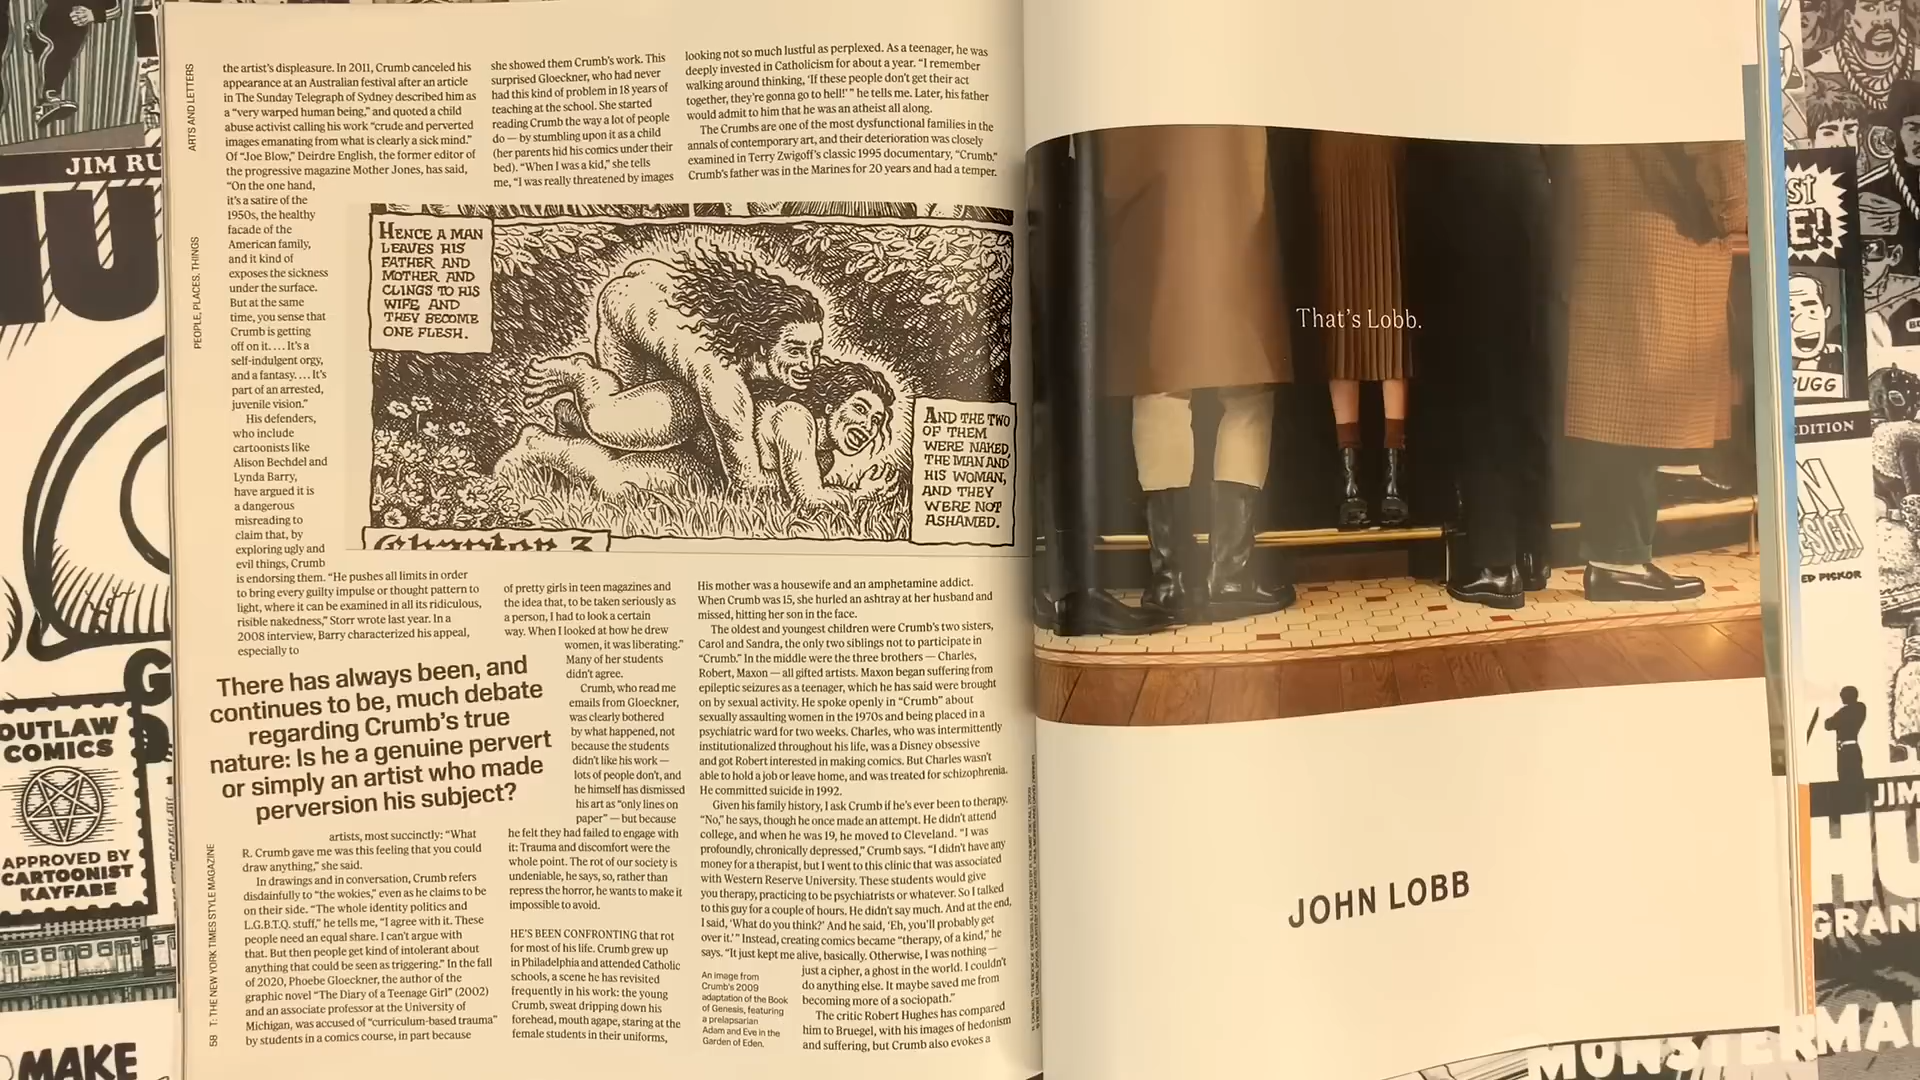 ARTS AND LETTERS
PEOPLE, PLACES, THINGS
58 T: THE NEW YORK TIMES STYLE MAGAZINE
the artist's displeasure. In 2011, Crumb canceled his
appearance at an Australian festival after an article
in The Sunday Telegraph of Sydney described him as
a “very warped human being,” and quoted a child
abuse activist calling his work “crude and perverted
images emanating from what is clearly a sick mind.”
Of “Joe Blow,” Deirdre English, the former editor of
the progressive magazine Mother Jones, has said,
“On the one hand,
it's a satire of the
1950s, the healthy
facade of the
American family,
and it kind of
exposes the sickness
under the surface.
But at the same
time, you sense that
Crumb is getting
off on it. . . . It's a
self-indulgent orgy,
and a fantasy. . . . It's
part of an arrested,
juvenile vision.”
His defenders,
who include
cartoonists like
Alison Bechdel and
Lynda Barry,
have argued it is
a dangerous
misreading to
claim that, by
exploring ugly and
evil things, Crumb
is endorsing them. “He pushes all limits in order
to bring every guilty impulse or thought pattern to
light, where it can be examined in all its ridiculous,
risible nakedness,” Storr wrote last year. In a
2008 interview, Barry characterized his appeal,
especially to
There has always been, and
continues to be, much debate
regarding Crumb's true
nature: Is he a genuine pervert
or simply an artist who made
perversion his subject?
artists, most succinctly: “What
R. Crumb gave me was this feeling that you could
draw anything,” she said.
In drawings and in conversation, Crumb refers
disdainfully to “the wokies,” even as he claims to be
on their side. “The whole identity politics and
L.G.B.T.Q. stuff,” he tells me, “I agree with it. These
people need an equal share. I can't argue with
that. But then people get kind of intolerant about
anything that could be seen as triggering.” In the fall
of 2020, Phoebe Gloeckner, the author of the
graphic novel “The Diary of a Teenage Girl” (2002)
and an associate professor at the University of
Michigan, was accused of “curriculum-based trauma”
by students in a comics course, in part because
she showed them Crumb's work. This
surprised Gloeckner, who had never
had this kind of problem in 18 years of
teaching at the school. She started
reading Crumb the way a lot of people
do — by stumbling upon it as a child
(her parents hid his comics under their
bed). “When I was a kid,” she tells
me, “I was really threatened by images
HENCE A MAN
LEAVES HIS
FATHER AND
MOTHER AND
CLINGS TO HIS
WIFE AND
THEY BECOME
ONE FLESH.
AND THE TWO
OF THEM
WERE NAKED,
THE MAN AND
HIS WOMAN,
AND THEY
WERE NOT
ASHAMED.
Chapter 3
of pretty girls in teen magazines and
the idea that, to be taken seriously as
a person, I had to look a certain
way. When I looked at how he drew
women, it was liberating.”
Many of her students
didn't agree.
Crumb, who read me
emails from Gloeckner,
was clearly bothered
by what happened, not
because the students
didn't like his work —
lots of people don't, and
he himself has dismissed
his art as “only lines on
paper” — but because
he felt they had failed to engage with
it: Trauma and discomfort were the
whole point. The rot of our society is
undeniable, he says, so, rather than
repress the horror, he wants to make it
impossible to avoid.
HE'S BEEN CONFRONTING that rot
for most of his life. Crumb grew up
in Philadelphia and attended Catholic
schools, a scene he has revisited
frequently in his work: the young
Crumb, sweat dripping down his
forehead, mouth agape, staring at the
female students in their uniforms,
looking not so much lustful as perplexed. As a teenager, he was
deeply invested in Catholicism for about a year. “I remember
walking around thinking, ‘If these people don't get their act
together, they're gonna go to hell!’ ” he tells me. Later, his father
would admit to him that he was an atheist all along.
The Crumbs are one of the most dysfunctional families in the
annals of contemporary art, and their deterioration was closely
examined in Terry Zwigoff's classic 1995 documentary, “Crumb.”
Crumb's father was in the Marines for 20 years and had a temper.
His mother was a housewife and an amphetamine addict.
When Crumb was 15, she hurled an ashtray at her husband and
missed, hitting her son in the face.
The oldest and youngest children were Crumb's two sisters,
Carol and Sandra, the only two siblings not to participate in
“Crumb.” In the middle were the three brothers — Charles,
Robert, Maxon — all gifted artists. Maxon began suffering from
epileptic seizures as a teenager, which he has said were brought
on by sexual activity. He spoke openly in “Crumb” about
sexually assaulting women in the 1970s and being placed in a
psychiatric ward for two weeks. Charles, who was intermittently
institutionalized throughout his life, was a Disney obsessive
and got Robert interested in making comics. But Charles wasn't
able to hold a job or leave home, and was treated for schizophrenia.
He committed suicide in 1992.
Given his family history, I ask Crumb if he's ever been to therapy.
“No,” he says, though he once made an attempt. He didn't attend
college, and when he was 19, he moved to Cleveland. “I was
profoundly, chronically depressed,” Crumb says. “I didn't have any
money for a therapist, but I went to this clinic that was associated
with Western Reserve University. These students would give
you therapy, practicing to be psychiatrists or whatever. So I talked
to this guy for a couple of hours. He didn't say much. And at the end,
I said, ‘What do you think?’ And he said, ‘Eh, you'll probably get
over it.’ ” Instead, creating comics became “therapy, of a kind,” he
says. “It just kept me alive, basically. Otherwise, I was nothing —
just a cipher, a ghost in the world. I couldn't
do anything else. It maybe saved me from
becoming more of a sociopath.”
The critic Robert Hughes has compared
him to Bruegel, with his images of hedonism
and suffering, but Crumb also evokes a
An image from
Crumb's 2009
adaptation of the Book
of Genesis, featuring
a prelapsarian
Adam and Eve in the
Garden of Eden.
That's Lobb.
JOHN LOBB
JIM RU
OUTLAW
COMICS
APPROVED BY
CARTOONIST
KAYFABE
MAKE
E!
PUGG
EDITION
DESIGN
ED PISKOR
JIM
HU
GRAN
MONSTERMA